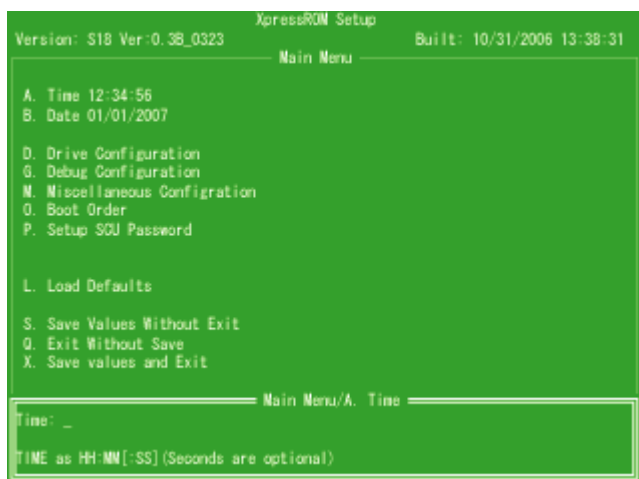 XpressROM Setup
Version: S18 Ver:0.3B_0323 Built: 10/31/2006 13:38:31
Main Menu
A. Time 12:34:56
B. Date 01/01/2007
D. Drive Configuration
G. Debug Configuration
M. Miscellaneous Configration
O. Boot Order
P. Setup SCU Password
L. Load Defaults
S. Save Values Without Exit
Q. Exit Without Save
X. Save values and Exit
Main Menu/A. Time
Time: _
TIME as HH:MM[:SS](Seconds are optional)